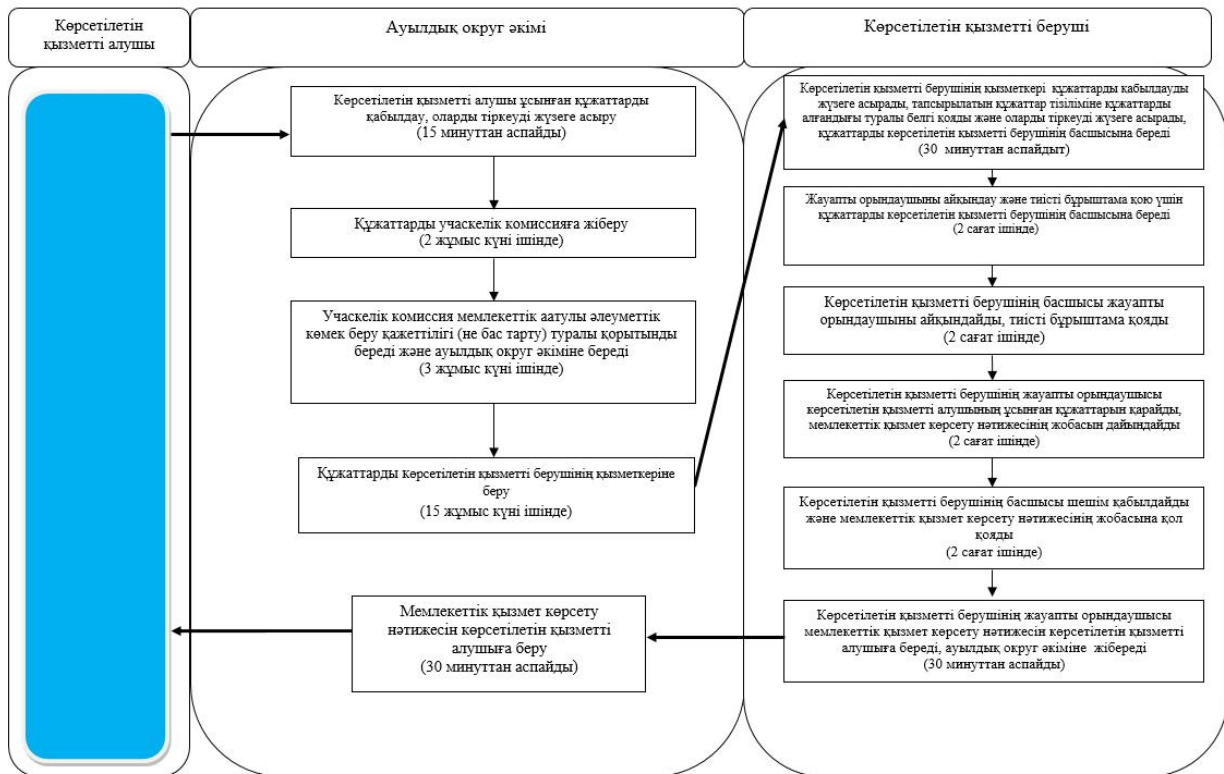 Көрсетілетін
қызметті алушы
Ауылдық округ әкімі
Көрсетілетін қызметті беруші
Көрсетілетін қызметті алушы ұсынған құжаттарды
қабылдау, оларды тіркеуді жүзеге асыру
(15 минуттан аспайды)
Құжаттарды учаскелік комиссияға жіберу
(2 жұмыс күні ішінде)
Учаскелік комиссия мемлекеттік аатулы әлеуметтік
көмек беру қажеттілігі (не бас тарту) туралы қорытынды
береді және ауылдық округ әкіміне береді
(3 жұмыс күні ішінде)
Құжаттарды көрсетілетін қызметті берушінің қызметкеріне
беру
(15 жұмыс күні ішінде)
Мемлекеттік қызмет көрсету
нәтижесін көрсетілетін қызметті
алушыға беру
(30 минуттан аспайды)
Көрсетілетін қызметті берушінің қызметкері құжаттарды қабылдауды
жүзеге асырады, тапсырылатын құжаттар тізіліміне құжаттарды
алғандығы туралы белгі қояды және оларды тіркеуді жүзеге асырады,
құжаттарды көрсетілетін қызметті берушінің басшысына береді
(30 минуттан аспайдыт)
Жауапты орындаушыны айқындау және тиісті бұрыштама қою үшін
құжаттарды көрсетілетін қызметті берушінің басшысына береді
(2 сағат ішінде)
Көрсетілетін қызметті берушінің басшысы жауапты
орындаушыны айқындайды, тиісті бұрыштама қояды
(2 сағат ішінде)
Көрсетілетін қызметті берушінің жауапты орындаушысы
көрсетілетін қызметті алушының ұсынған құжаттарын қарайды,
мемлекеттік қызмет көрсету нәтижесінің жобасын дайындайды
(2 сағат ішінде)
Көрсетілетін қызметті берушінің басшысы шешім қабылдайды
және мемлекеттік қызмет көрсету нәтижесінің жобасына қол
қояды
(2 сағат ішінде)
Көрсетілетін қызметті берушінің жауапты орындаушысы
мемлекеттік қызмет көрсету нәтижесін көрсетілетін қызметті
алушыға береді, ауылдық округ әкіміне жібереді
(30 минуттан аспайды)